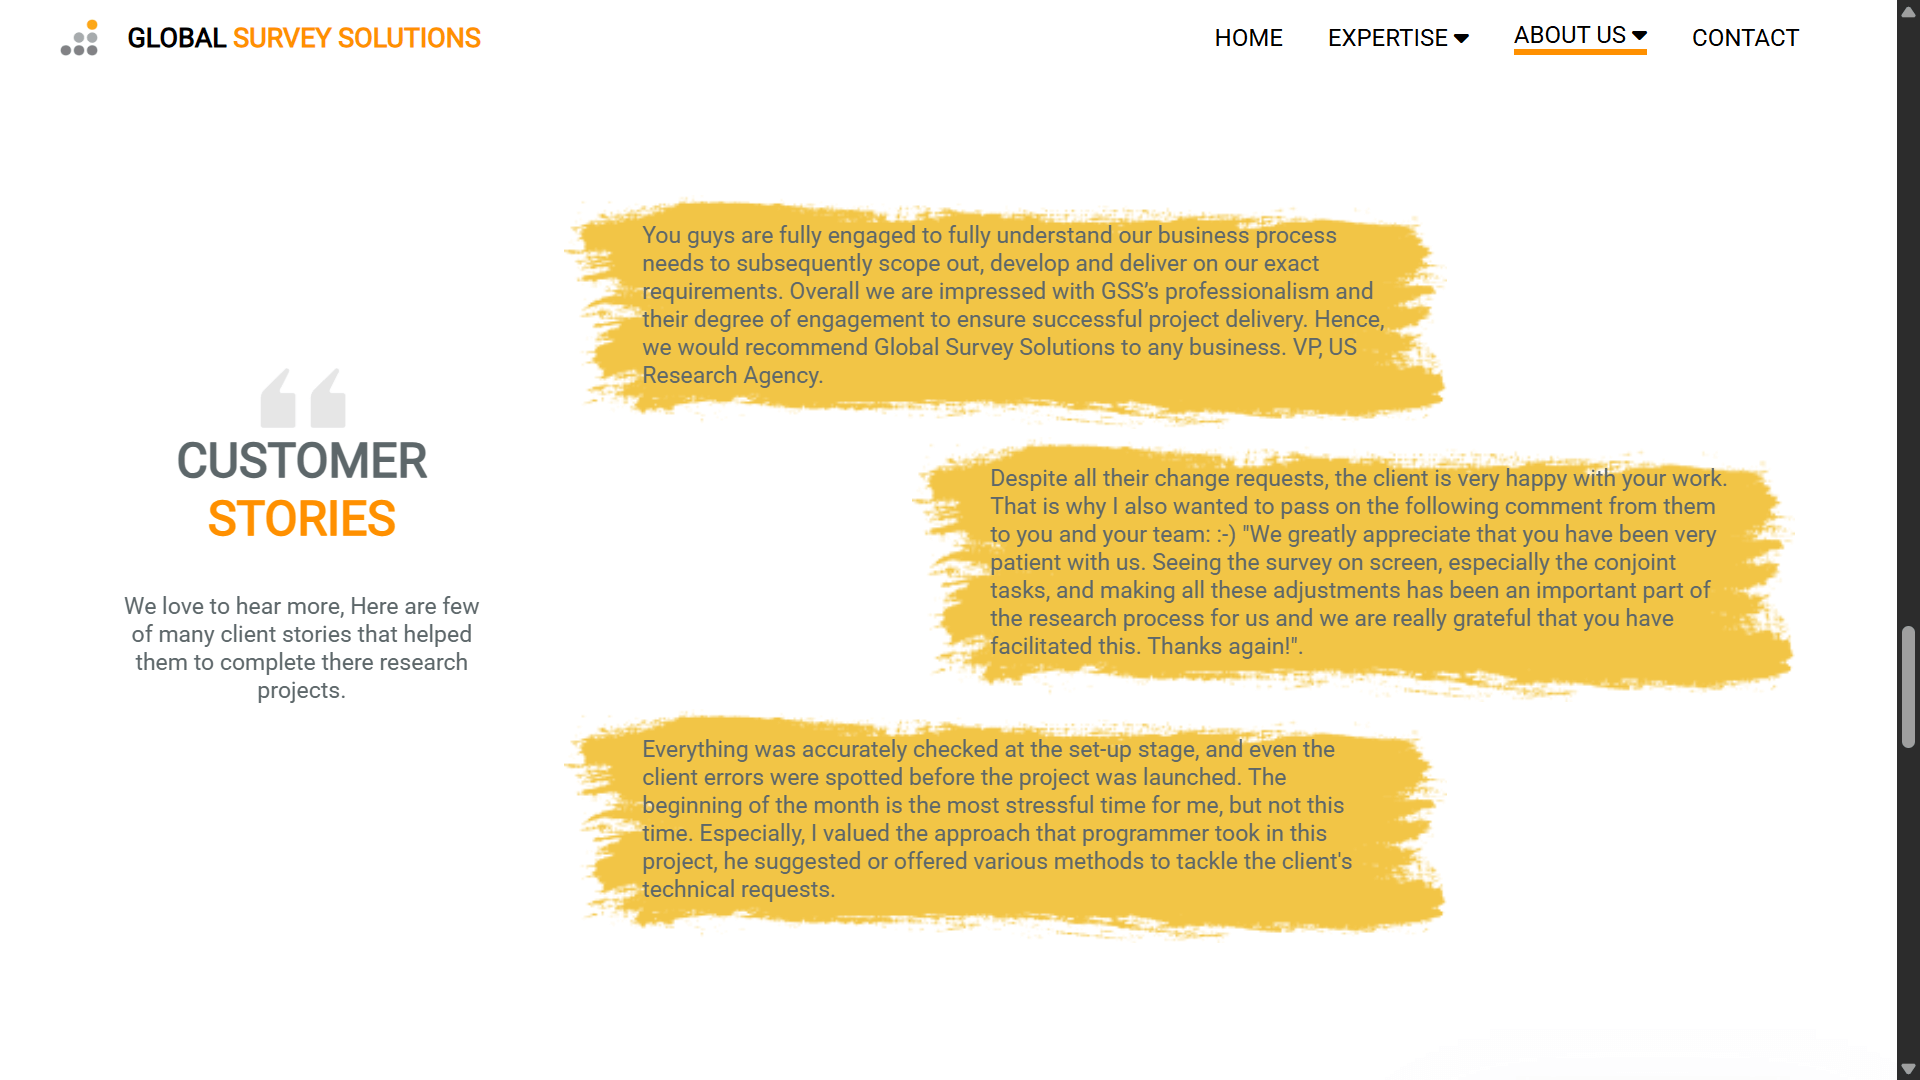 GLOBAL SURVEY SOLUTIONS
HOME
EXPERTISE
ABOUT US
CONTACT
CUSTOMER
STORIES
We love to hear more, Here are few
of many client stories that helped
them to complete there research
projects.
You guys are fully engaged to fully understand our business process
needs to subsequently scope out, develop and deliver on our exact
requirements. Overall we are impressed with GSS’s professionalism and
their degree of engagement to ensure successful project delivery. Hence,
we would recommend Global Survey Solutions to any business. VP, US
Research Agency.
Despite all their change requests, the client is very happy with your work.
That is why I also wanted to pass on the following comment from them
to you and your team: :-) "We greatly appreciate that you have been very
patient with us. Seeing the survey on screen, especially the conjoint
tasks, and making all these adjustments has been an important part of
the research process for us and we are really grateful that you have
facilitated this. Thanks again!".
Everything was accurately checked at the set-up stage, and even the
client errors were spotted before the project was launched. The
beginning of the month is the most stressful time for me, but not this
time. Especially, I valued the approach that programmer took in this
project, he suggested or offered various methods to tackle the client's
technical requests.